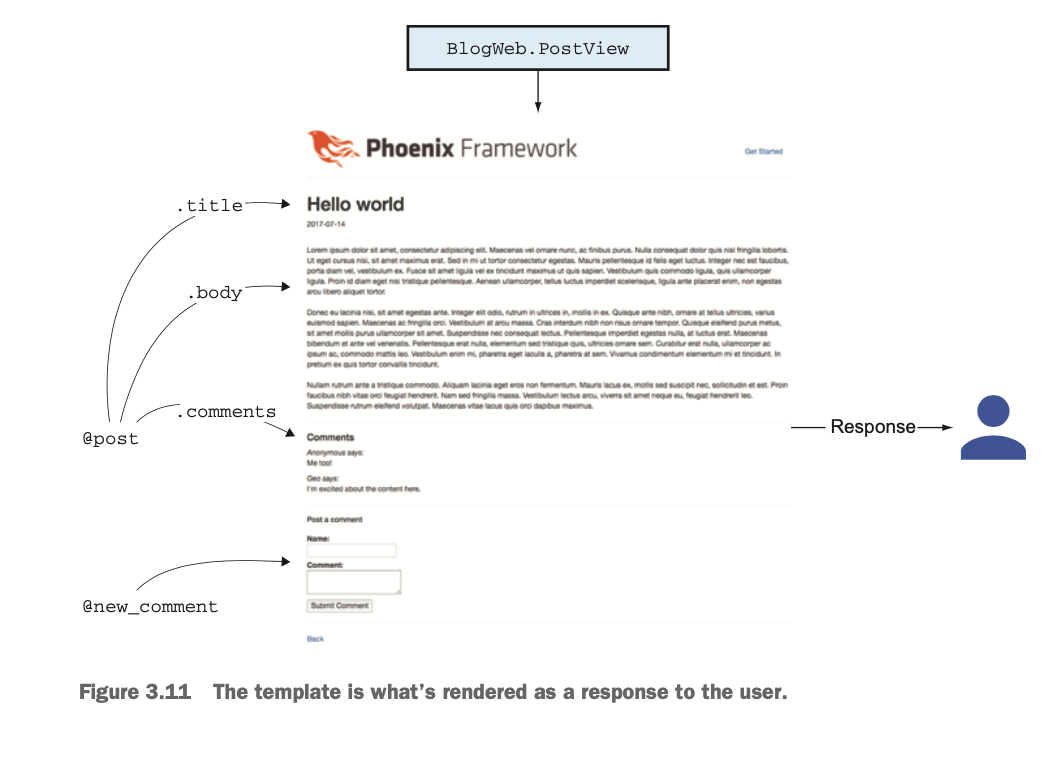 BlogWeb.PostView
Phoenix Framework
Get Started
.title
Hello world
2017-07-14
Lorem ipsum dolor sit amet, consectetur adipiscing elit. Maecenas vel ornare nunc, ac finibus purus. Nulla consequat dolor quis nisl fringilla lobortis.
Ut eget cursus nisi, sit amet maximus erat. Sed in mi ut tortor consectetur egestas. Mauris pellentesque id felis eget luctus. Integer nec est faucibus,
porta diam vel, vestibulum ex. Fusce sit amet ligula vel ex tincidunt maximus ut quis sapien. Vestibulum quis commodo ligula, quis ullamcorper
ligula. Proin id diam eget nisi tristique pellentesque. Aenean ullamcorper, tellus luctus imperdiet scelerisque, ligula ante placerat enim, non egestas
arcu libero aliquet tortor.
.body
Donec eu lacinia nisi, sit amet egestas ante. Integer elit odio, rutrum in ultrices in, mollis in ex. Quisque ante nibh, ornare at tellus ultricies, varius
euismod sapien. Maecenas ac fringilla orci. Vestibulum at arcu massa. Cras interdum nibh non risus ornare tempor. Quisque eleifend purus metus,
sit amet mollis purus ullamcorper sit amet. Suspendisse nec consequat lectus. Pellentesque imperdiet egestas nulla, at luctus erat. Maecenas
bibendum et ante vel venenatis. Pellentesque erat nulla, elementum sed tristique quis, ultricies ornare sem. Curabitur erat nulla, ullamcorper ac
ipsum ac, commodo mattis leo. Vestibulum enim mi, pharetra eget iaculis a, pharetra at sem. Vivamus condimentum elementum mi et tincidunt. In
pretium ex quis tortor convallis tincidunt.
Nullam rutrum ante a tristique commodo. Aliquam lacinia eget eros non fermentum. Mauris lacus ex, mollis sed suscipit nec, sollicitudin et est. Proin
faucibus nibh vitae orci feugiat hendrerit. Nam sed fringilla massa. Vestibulum lectus arcu, viverra sit amet neque eu, feugiat hendrerit leo.
Suspendisse rutrum eleifend volutpat. Maecenas vitae lacus quis orci dapibus maximus.
.comments
@post
Comments
Anonymous says:
Me too!
Geo says:
I'm excited about the content here.
Response
Post a comment
Name:
Comment:
Submit Comment
@new_comment
Back
Figure 3.11 The template is what's rendered as a response to the user.